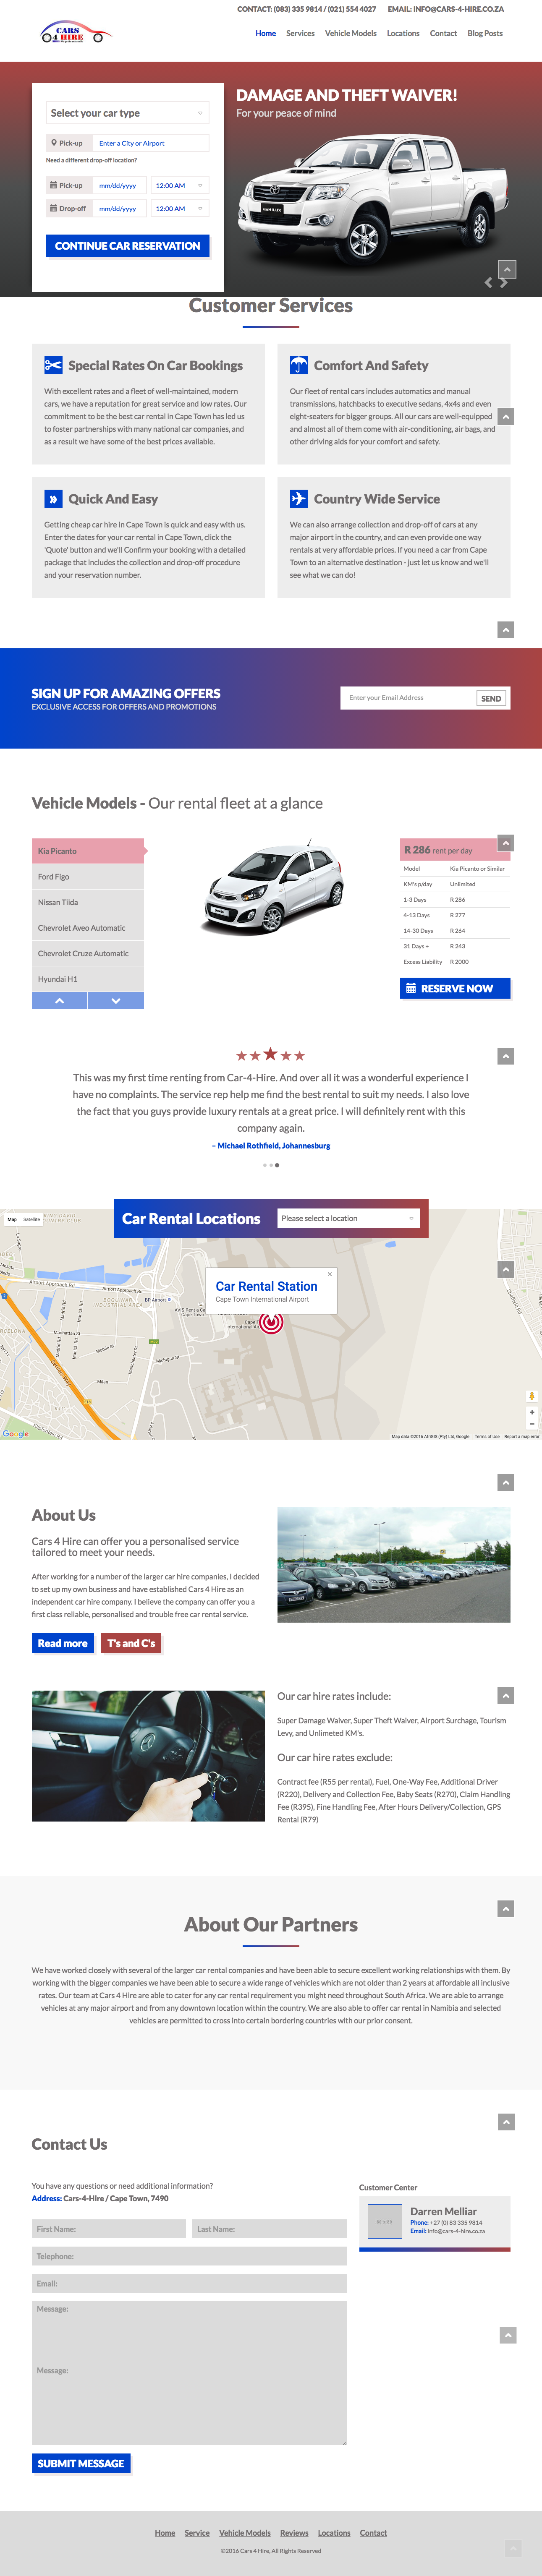 CONTACT: (083) 335 9814 / (021) 554 4027 EMAIL: INFO@CARS-4-HIRE.CO.ZA
CARS
4 HIRE
Home Services Vehicle Models Locations Contact Blog Posts
Select your car type
Pick-up Enter a City or Airport
Need a different drop-off location?
Pick-up mm/dd/yyyy 12:00 AM
Drop-off mm/dd/yyyy 12:00 AM
CONTINUE CAR RESERVATION
DAMAGE AND THEFT WAIVER!
For your peace of mind
Customer Services
Special Rates On Car Bookings
With excellent rates and a fleet of well-maintained, modern
cars, we have a reputation for great service and low rates. Our
commitment to be the best car rental in Cape Town has led us
to foster partnerships with many national car companies, and
as a result we have some of the best prices available.
Comfort And Safety
Our fleet of rental cars includes automatics and manual
transmissions, hatchbacks to executive sedans, 4x4s and even
eight-seaters for bigger groups. All our cars are well-equipped
and almost all of them come with air-conditioning, air bags, and
other driving aids for your comfort and safety.
Quick And Easy
Getting cheap car hire in Cape Town is quick and easy with us.
Enter the dates for your car rental in Cape Town, click the
'Quote' button and we'll Confirm your booking with a detailed
package that includes the collection and drop-off procedure
and your reservation number.
Country Wide Service
We can also arrange collection and drop-off of cars at any
major airport in the country, and can even provide one way
rentals at very affordable prices. If you need a car from Cape
Town to an alternative destination - just let us know and we'll
see what we can do!
SIGN UP FOR AMAZING OFFERS
EXCLUSIVE ACCESS FOR OFFERS AND PROMOTIONS
Enter your Email Address SEND
Vehicle Models - Our rental fleet at a glance
Kia Picanto
Ford Figo
Nissan Tiida
Chevrolet Aveo Automatic
Chevrolet Cruze Automatic
Hyundai H1
R 286 rent per day
Model Kia Picanto or Similar
KM's p/day Unlimited
1-3 Days R 286
4-13 Days R 277
14-30 Days R 264
31 Days + R 243
Excess Liability R 2000
RESERVE NOW
This was my first time renting from Car-4-Hire. And over all it was a wonderful experience I
have no complaints. The service rep help me find the best rental to suit my needs. I also love
the fact that you guys provide luxury rentals at a great price. I will definitely rent with this
company again.
– Michael Rothfield, Johannesburg
Car Rental Locations Please select a location
Map Satellite
Car Rental Station
Cape Town International Airport
Airport Approach Rd
BP Airport
Michigan St
Mobile St
Manhattan St
Google
Map data ©2016 AfriGIS (Pty) Ltd, Google Terms of Use Report a map error
About Us
Cars 4 Hire can offer you a personalised service
tailored to meet your needs.
After working for a number of the larger car hire companies, I decided
to set up my own business and have established Cars 4 Hire as an
independent car hire company. I believe the company can offer you a
first class reliable, personalised and trouble free car rental service.
Read more T's and C's
Our car hire rates include:
Super Damage Waiver, Super Theft Waiver, Airport Surchage, Tourism
Levy, and Unlimeted KM's.
Our car hire rates exclude:
Contract fee (R55 per rental), Fuel, One-Way Fee, Additional Driver
(R220), Delivery and Collection Fee, Baby Seats (R270), Claim Handling
Fee (R395), Fine Handling Fee, After Hours Delivery/Collection, GPS
Rental (R79)
About Our Partners
We have worked closely with several of the larger car rental companies and have been able to secure excellent working relationships with them. By
working with the bigger companies we have been able to secure a wide range of vehicles which are not older than 2 years at affordable all inclusive
rates. Our team at Cars 4 Hire are able to cater for any car rental requirement you might need throughout South Africa. We are able to arrange
vehicles at any major airport and from any downtown location within the country. We are also able to offer car rental in Namibia and selected
vehicles are permitted to cross into certain bordering countries with our prior consent.
Contact Us
You have any questions or need additional information?
Address: Cars-4-Hire / Cape Town, 7490
First Name: Last Name:
Telephone:
Email:
Message:
Message:
SUBMIT MESSAGE
Customer Center
Darren Melliar
Phone: +27 (0) 83 335 9814
Email: info@cars-4-hire.co.za
Home Service Vehicle Models Reviews Locations Contact
©2016 Cars 4 Hire, All Rights Reserved